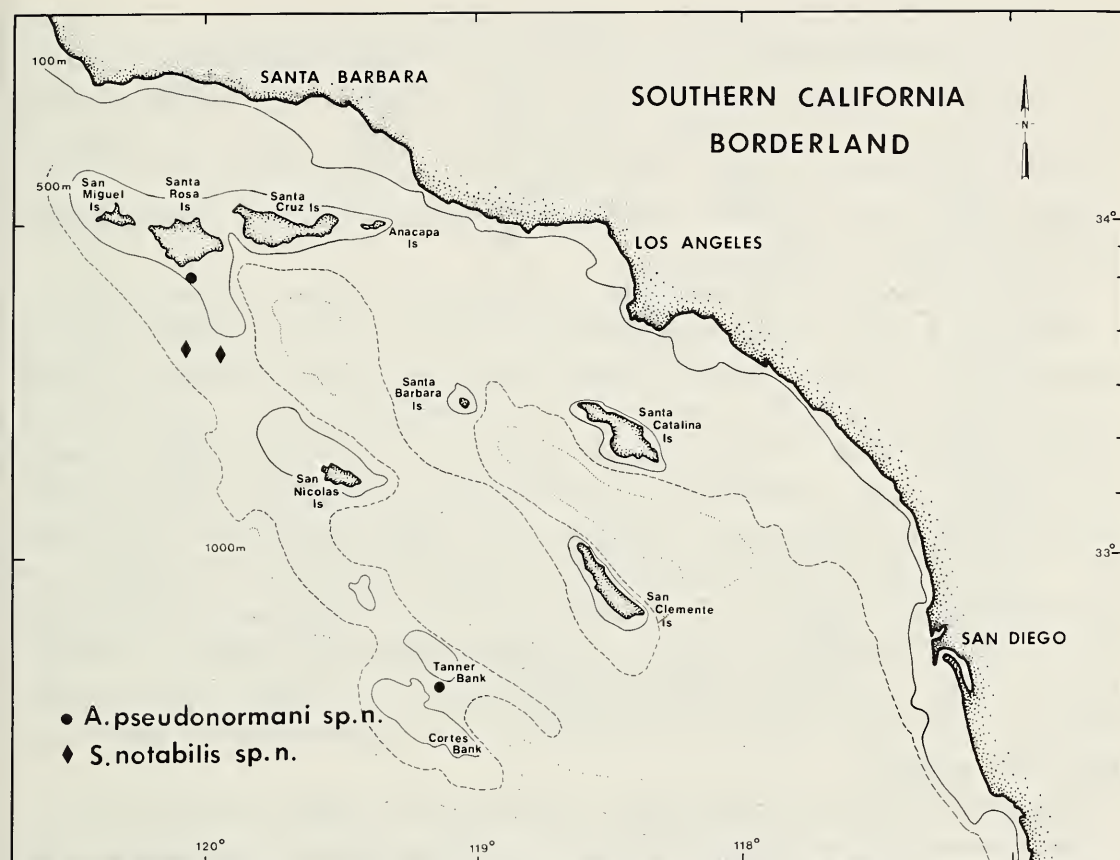 100m
SANTA BARBARA
SOUTHERN CALIFORNIA
BORDERLAND
N
500m
San
Miguel
Is
Santa
Rosa
Is
Santa
Cruz Is
Anacapa
Is
34°
LOS ANGELES
Santa
Barbara
Is
Santa
Catalina
Is
San
Nicolas
Is
1000m
33°
San
Clemente
Is
SAN DIEGO
Tanner
Bank
Cortes
Bank
A. pseudonormani sp.n.
S. notabilis sp.n.
120°
119°
118°